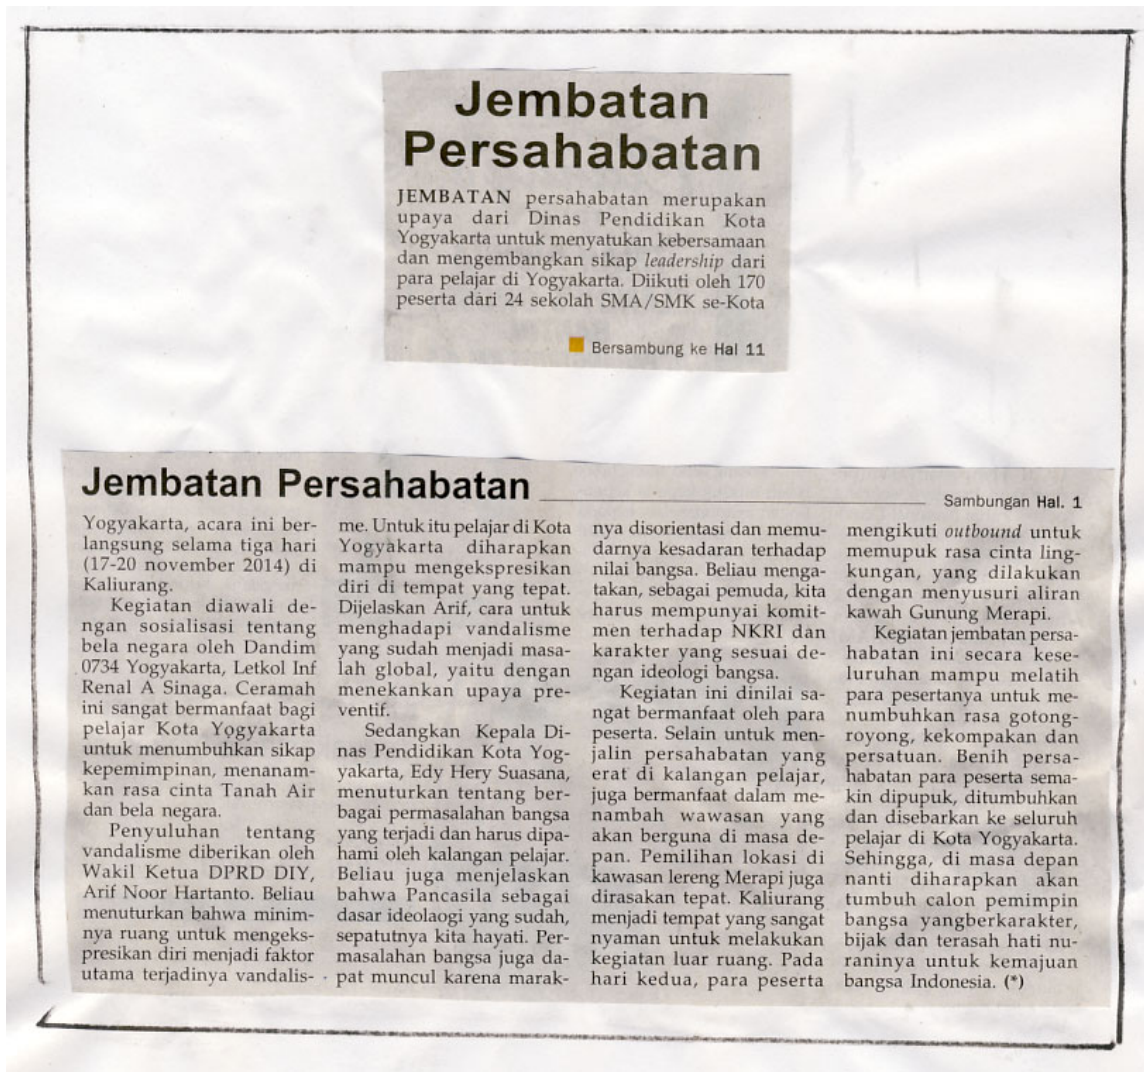 Jembatan
Persahabatan
JEMBATAN persahabatan merupakan
upaya dari Dinas Pendidikan Kota
Yogyakarta untuk menyatukan kebersamaan
dan mengembangkan sikap leadership dari
para pelajar di Yogyakarta. Diikuti oleh 170
peserta dari 24 sekolah SMA/SMK se-Kota
Bersambung ke Hal 11
Jembatan Persahabatan
Sambungan Hal. 1
Yogyakarta, acara ini ber-
langsung selama tiga hari
(17-20 november 2014) di
Kaliurang.
Kegiatan diawali de-
ngan sosialisasi tentang
bela negara oleh Dandim
0734 Yogyakarta, Letkol Inf
Renal A Sinaga. Ceramah
ini sangat bermanfaat bagi
pelajar Kota Yogyakarta
untuk menumbuhkan sikap
kepemimpinan, menanam-
kan rasa cinta Tanah Air
dan bela negara.
Penyuluhan tentang
vandalisme diberikan oleh
Wakil Ketua DPRD DIY,
Arif Noor Hartanto. Beliau
menuturkan bahwa minim-
nya ruang untuk mengeks-
presikan diri menjadi faktor
utama terjadinya vandalis-
me. Untuk itu pelajar di Kota
Yogyakarta diharapkan
mampu mengekspresikan
diri di tempat yang tepat.
Dijelaskan Arif, cara untuk
menghadapi vandalisme
yang sudah menjadi masa-
lah global, yaitu dengan
menekankan upaya pre-
ventif.
Sedangkan Kepala Di-
nas Pendidikan Kota Yog-
yakarta, Edy Hery Suasana,
menuturkan tentang ber-
bagai permasalahan bangsa
yang terjadi dan harus dipa-
hami oleh kalangan pelajar.
Beliau juga menjelaskan
bahwa Pancasila sebagai
dasar ideolaogi yang sudah,
sepatutnya kita hayati. Per-
masalahan bangsa juga da-
pat muncul karena marak-
nya disorientasi dan memu-
darnya kesadaran terhadap
nilai bangsa. Beliau menga-
takan, sebagai pemuda, kita
harus mempunyai komit-
men terhadap NKRI dan
karakter yang sesuai de-
ngan ideologi bangsa.
Kegiatan ini dinilai sa-
ngat bermanfaat oleh para
peserta. Selain untuk men-
jalin persahabatan yang
erat di kalangan pelajar,
juga bermanfaat dalam me-
nambah wawasan yang
akan berguna di masa de-
pan. Pemilihan lokasi di
kawasan lereng Merapi juga
dirasakan tepat. Kaliurang
menjadi tempat yang sangat
nyaman untuk melakukan
kegiatan luar ruang. Pada
hari kedua, para peserta
mengikuti outbound untuk
memupuk rasa cinta ling-
kungan, yang dilakukan
dengan menyusuri aliran
kawah Gunung Merapi.
Kegiatan jembatan persa-
habatan ini secara kese-
luruhan mampu melatih
para pesertanya untuk me-
numbuhkan rasa gotong-
royong, kekompakan dan
persatuan. Benih persa-
habatan para peserta sema-
kin dipupuk, ditumbuhkan
dan disebarkan ke seluruh
pelajar di Kota Yogyakarta.
Sehingga, di masa depan
nanti diharapkan akan
tumbuh calon pemimpin
bangsa yangberkarakter,
bijak dan terasah hati nu-
raninya untuk kemajuan
bangsa Indonesia. (*)